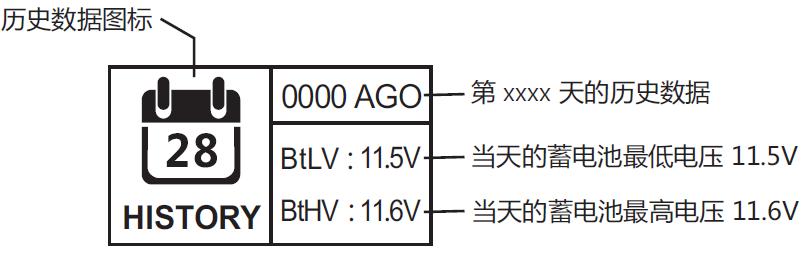 历史数据图标
0000 AGO
第 xxxx 天的历史数据
28
BtLV : 11.5V
当天的蓄电池最低电压 11.5V
HISTORY
BtHV : 11.6V
当天的蓄电池最高电压 11.6V